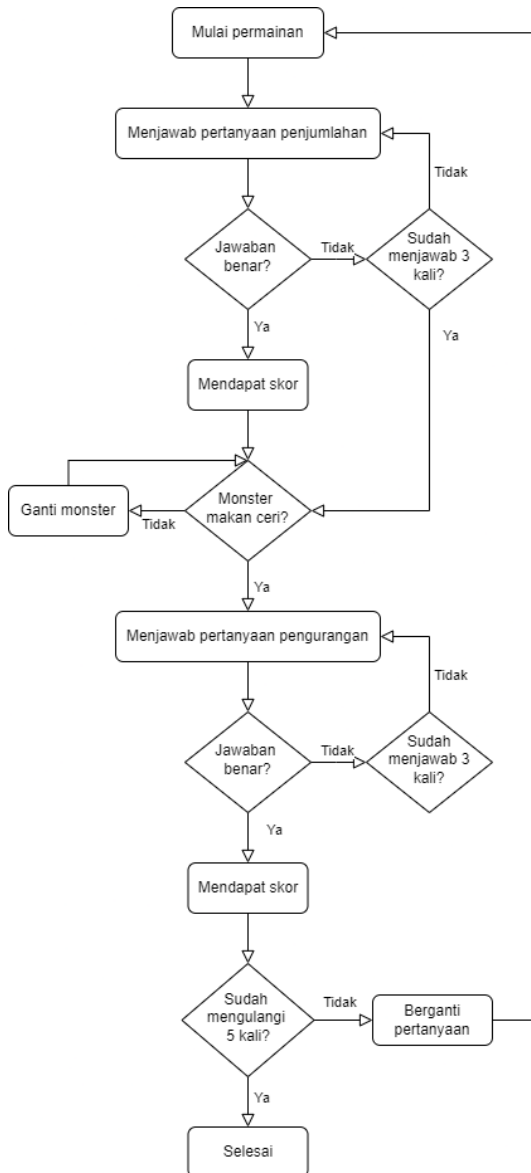 Mulai permainan
Menjawab pertanyaan penjumlahan
Tidak
Jawaban
benar?
Tidak
Sudah
menjawab 3
kali?
Ya
Ya
Mendapat skor
Monster
makan ceri?
Tidak
Ganti monster
Ya
Menjawab pertanyaan pengurangan
Tidak
Jawaban
benar?
Tidak
Sudah
menjawab 3
kali?
Ya
Mendapat skor
Sudah
mengulangi
5 kali?
Tidak
Berganti
pertanyaan
Ya
Selesai